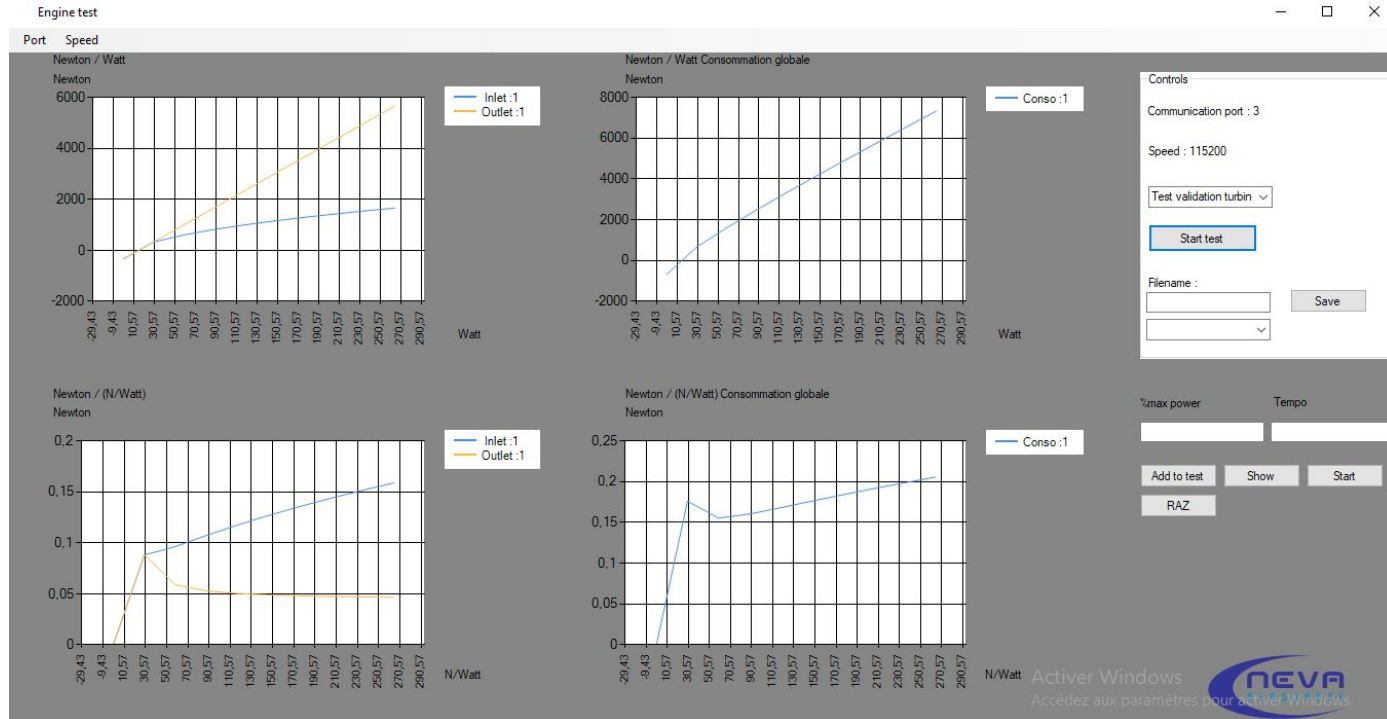 Engine test
Port Speed
Newton / Watt
Newton
6000
4000
2000
0
-2000
-29,43 -9,43 10,57 30,57 50,57 70,57 90,57 110,57 130,57 150,57 170,57 190,57 210,57 230,57 250,57 270,57 290,57
Watt
Inlet :1
Outlet :1
Newton / Watt Consommation globale
Newton
8000
6000
4000
2000
0
-2000
-29,43 -9,43 10,57 30,57 50,57 70,57 90,57 110,57 130,57 150,57 170,57 190,57 210,57 230,57 250,57 270,57 290,57
Watt
Conso :1
Newton / (N/Watt)
Newton
0,2
0,15
0,1
0,05
0
-29,43 -9,43 10,57 30,57 50,57 70,57 90,57 110,57 130,57 150,57 170,57 190,57 210,57 230,57 250,57 270,57 290,57
N/Watt
Inlet :1
Outlet :1
Newton / (N/Watt) Consommation globale
Newton
0,25
0,2
0,15
0,1
0,05
0
-29,43 -9,43 10,57 30,57 50,57 70,57 90,57 110,57 130,57 150,57 170,57 190,57 210,57 230,57 250,57 270,57 290,57
N/Watt
Conso :1
Controls
Communication port : 3
Speed : 115200
Test validation turbin
Start test
Filename :
Save
%max power Tempo
Add to test Show Start
RAZ
Activer Windows
Accédez aux paramètres pour activer Windows.
NEVA